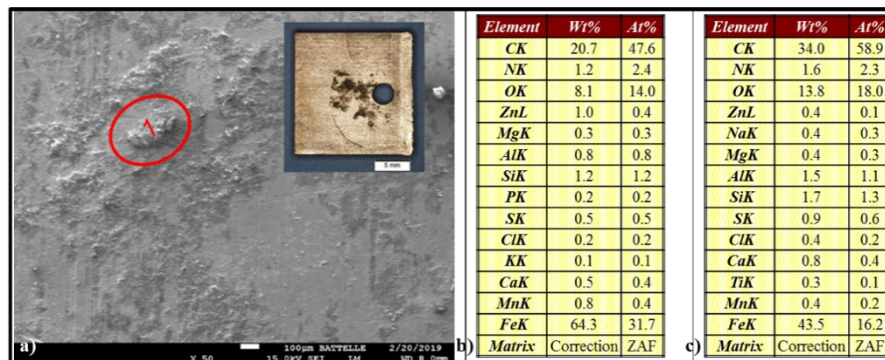 1
5 mm
a)
100µm BATTELLE 2/20/2019
X 50 15.0kV SEI LM WD 8.0mm
b)
Element Wt% At%
CK 20.7 47.6
NK 1.2 2.4
OK 8.1 14.0
ZnL 1.0 0.4
MgK 0.3 0.3
AlK 0.8 0.8
SiK 1.2 1.2
PK 0.2 0.2
SK 0.5 0.5
ClK 0.2 0.2
KK 0.1 0.1
CaK 0.5 0.4
MnK 0.8 0.4
FeK 64.3 31.7
Matrix Correction ZAF
c)
Element Wt% At%
CK 34.0 58.9
NK 1.6 2.3
OK 13.8 18.0
ZnL 0.4 0.1
NaK 0.4 0.3
MgK 0.4 0.3
AlK 1.5 1.1
SiK 1.7 1.3
SK 0.9 0.6
ClK 0.4 0.2
CaK 0.8 0.4
TiK 0.3 0.1
MnK 0.4 0.2
FeK 43.5 16.2
Matrix Correction ZAF